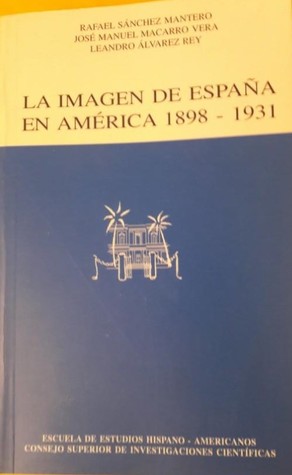 RAFAEL SÁNCHEZ MANTERO
JOSÉ MANUEL MACARRO VERA
LEANDRO ÁLVAREZ REY
LA IMAGEN DE ESPAÑA
EN AMÉRICA 1898 - 1931
ESCUELA DE ESTUDIOS HISPANO - AMERICANOS
CONSEJO SUPERIOR DE INVESTIGACIONES CIENTÍFICAS